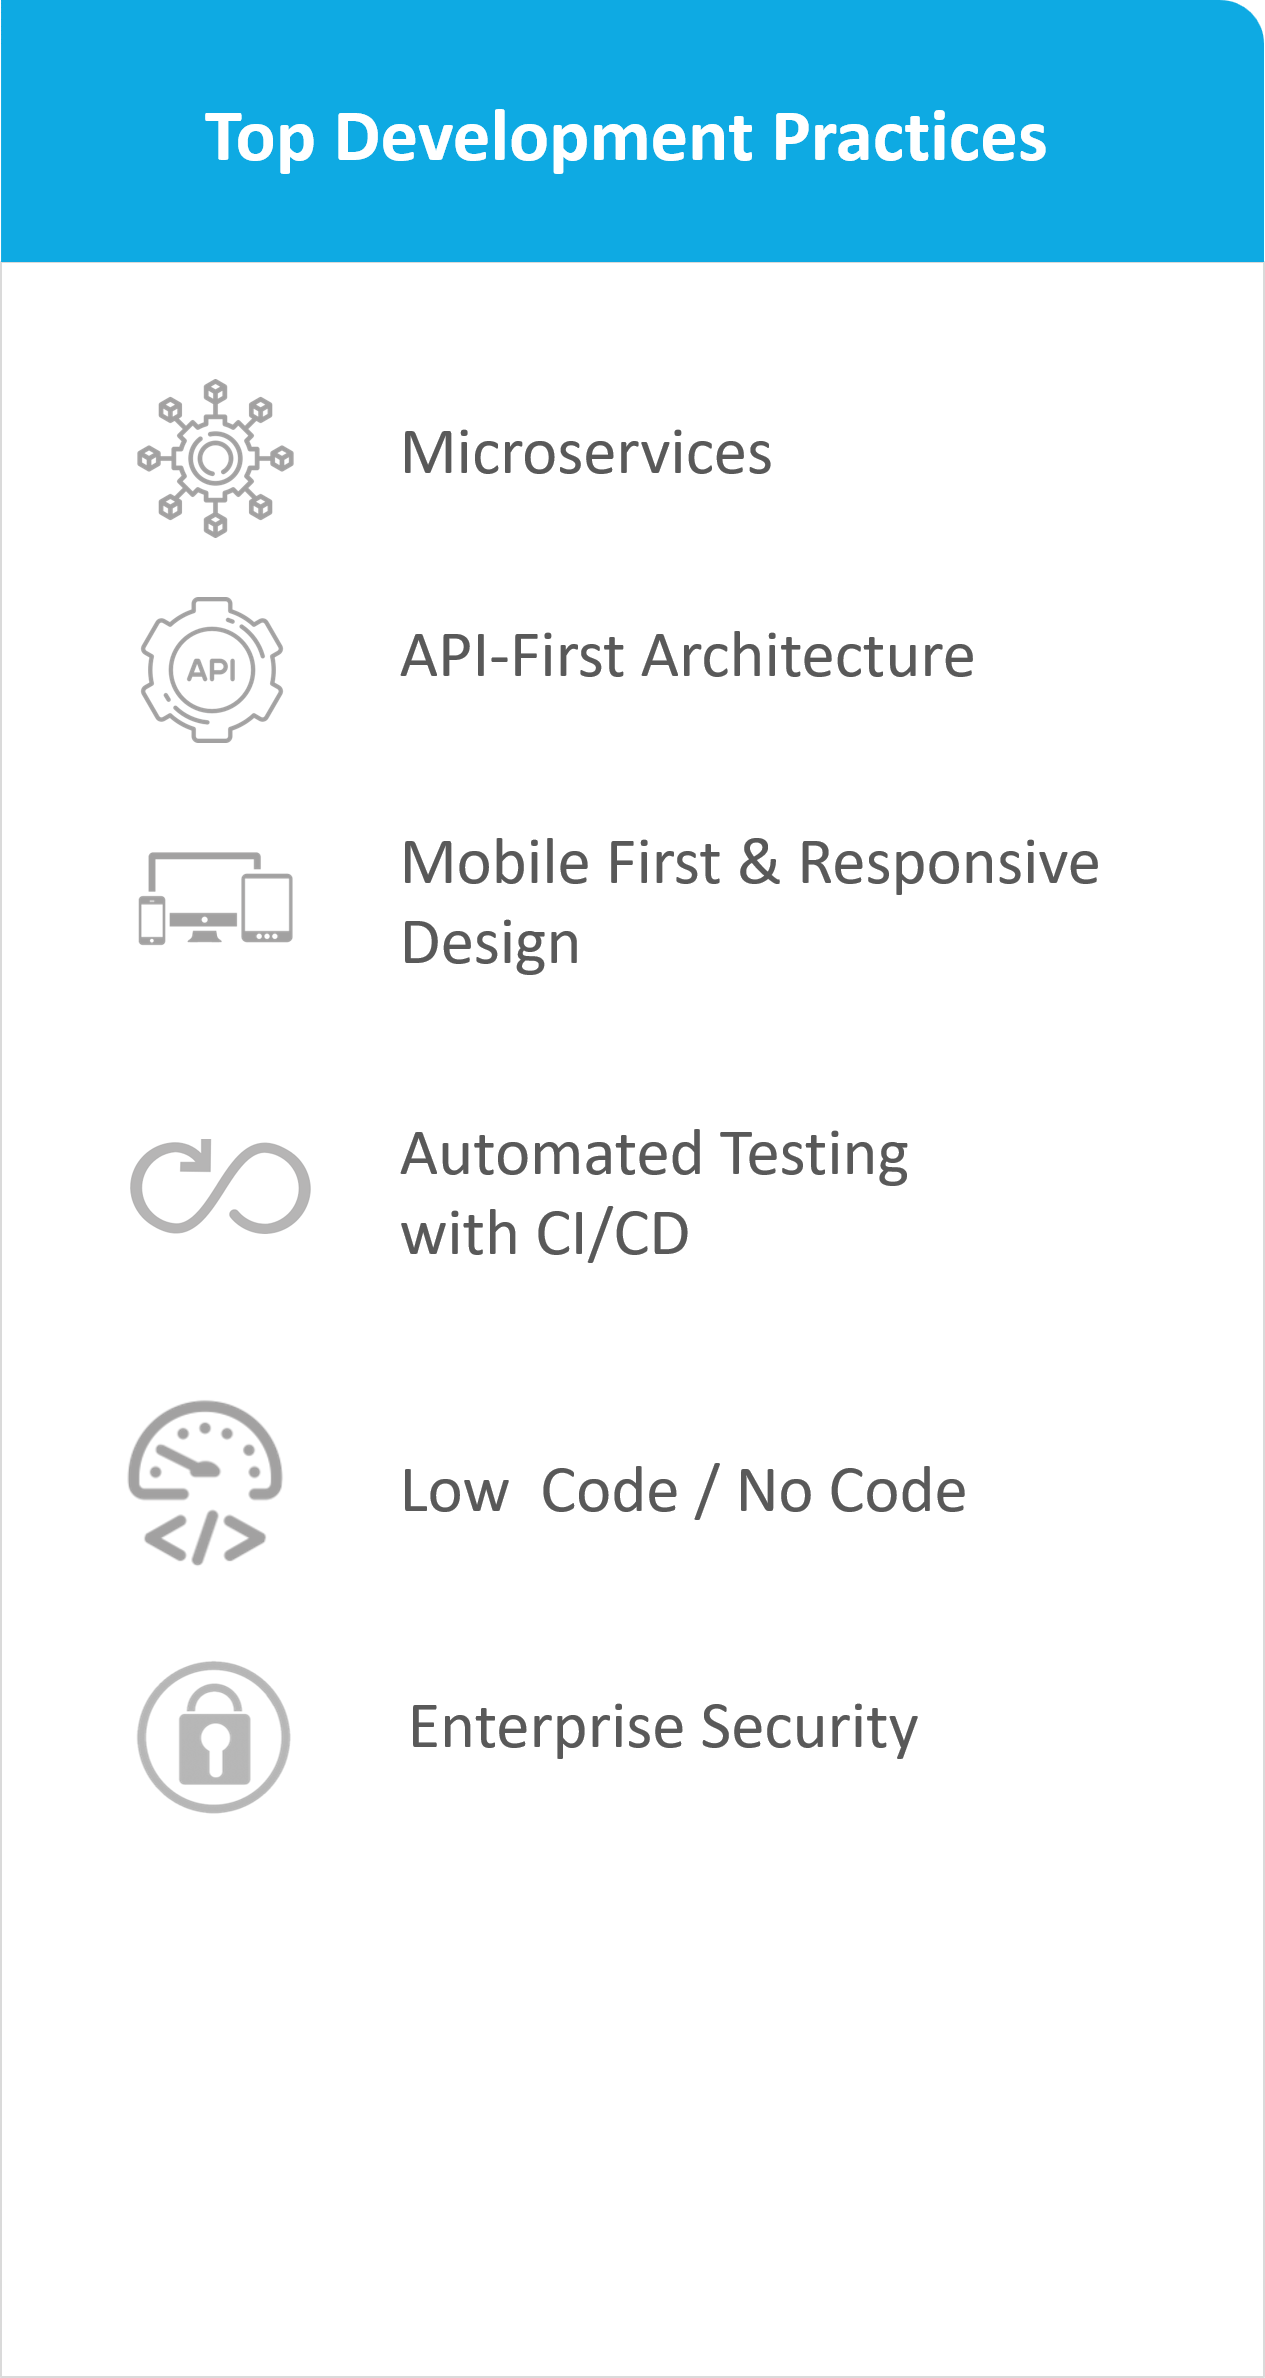 Top Development Practices
Microservices
API
API-First Architecture
Mobile First & Responsive
Design
Automated Testing
with CI/CD
Low  Code / No Code
</>
Enterprise Security